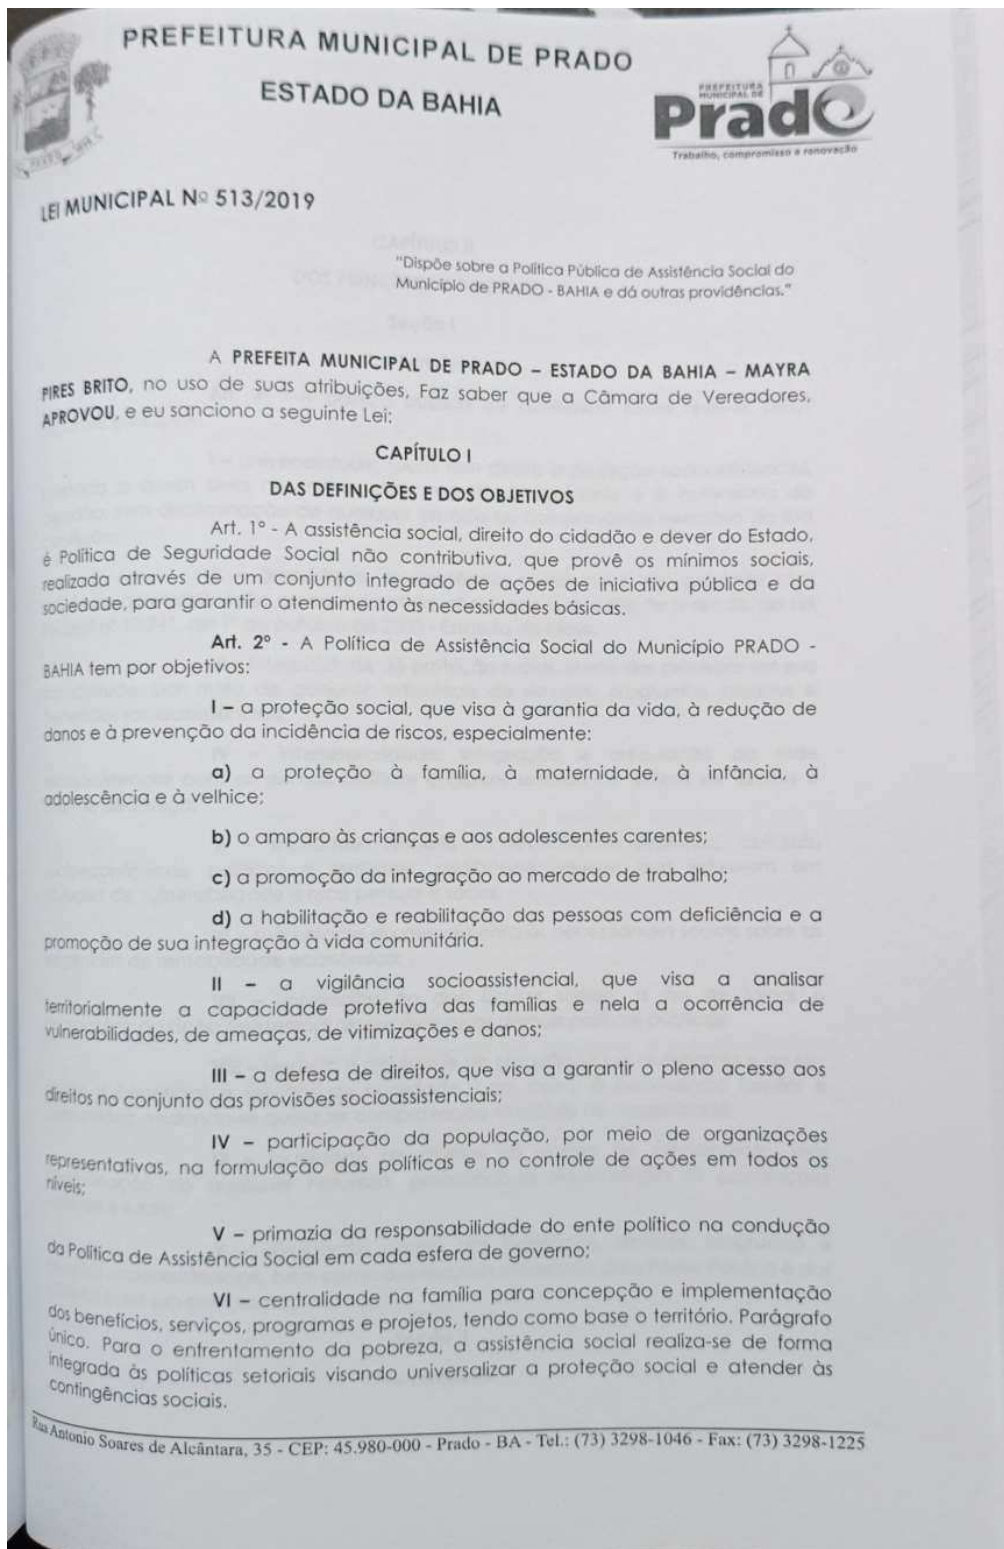 PREFEITURA MUNICIPAL DE PRADO
ESTADO DA BAHIA
PREFEITURA
MUNICIPAL DE
Prado
Trabalho, compromisso e renovação
LEI MUNICIPAL Nº 513/2019
"Dispõe sobre a Política Pública de Assistência Social do
Município de PRADO - BAHIA e dá outras providências."
A PREFEITA MUNICIPAL DE PRADO – ESTADO DA BAHIA – MAYRA
PIRES BRITO, no uso de suas atribuições, Faz saber que a Câmara de Vereadores,
APROVOU, e eu sanciono a seguinte Lei:
CAPÍTULO I
DAS DEFINIÇÕES E DOS OBJETIVOS
Art. 1º - A assistência social, direito do cidadão e dever do Estado,
é Política de Seguridade Social não contributiva, que provê os mínimos sociais,
realizada através de um conjunto integrado de ações de iniciativa pública e da
sociedade, para garantir o atendimento às necessidades básicas.
Art. 2º - A Política de Assistência Social do Município PRADO -
BAHIA tem por objetivos:
I – a proteção social, que visa à garantia da vida, à redução de
danos e à prevenção da incidência de riscos, especialmente:
a) a proteção à família, à maternidade, à infância, à
adolescência e à velhice;
b) o amparo às crianças e aos adolescentes carentes;
c) a promoção da integração ao mercado de trabalho;
d) a habilitação e reabilitação das pessoas com deficiência e a
promoção de sua integração à vida comunitária.
II – a vigilância socioassistencial, que visa a analisar
territorialmente a capacidade protetiva das famílias e nela a ocorrência de
vulnerabilidades, de ameaças, de vitimizações e danos;
III – a defesa de direitos, que visa a garantir o pleno acesso aos
direitos no conjunto das provisões socioassistenciais;
IV – participação da população, por meio de organizações
representativas, na formulação das políticas e no controle de ações em todos os
níveis;
V – primazia da responsabilidade do ente político na condução
da Política de Assistência Social em cada esfera de governo;
VI – centralidade na família para concepção e implementação
dos benefícios, serviços, programas e projetos, tendo como base o território. Parágrafo
único. Para o enfrentamento da pobreza, a assistência social realiza-se de forma
integrada às políticas setoriais visando universalizar a proteção social e atender às
contingências sociais.
Rua Antonio Soares de Alcântara, 35 - CEP: 45.980-000 - Prado - BA - Tel.: (73) 3298-1046 - Fax: (73) 3298-1225